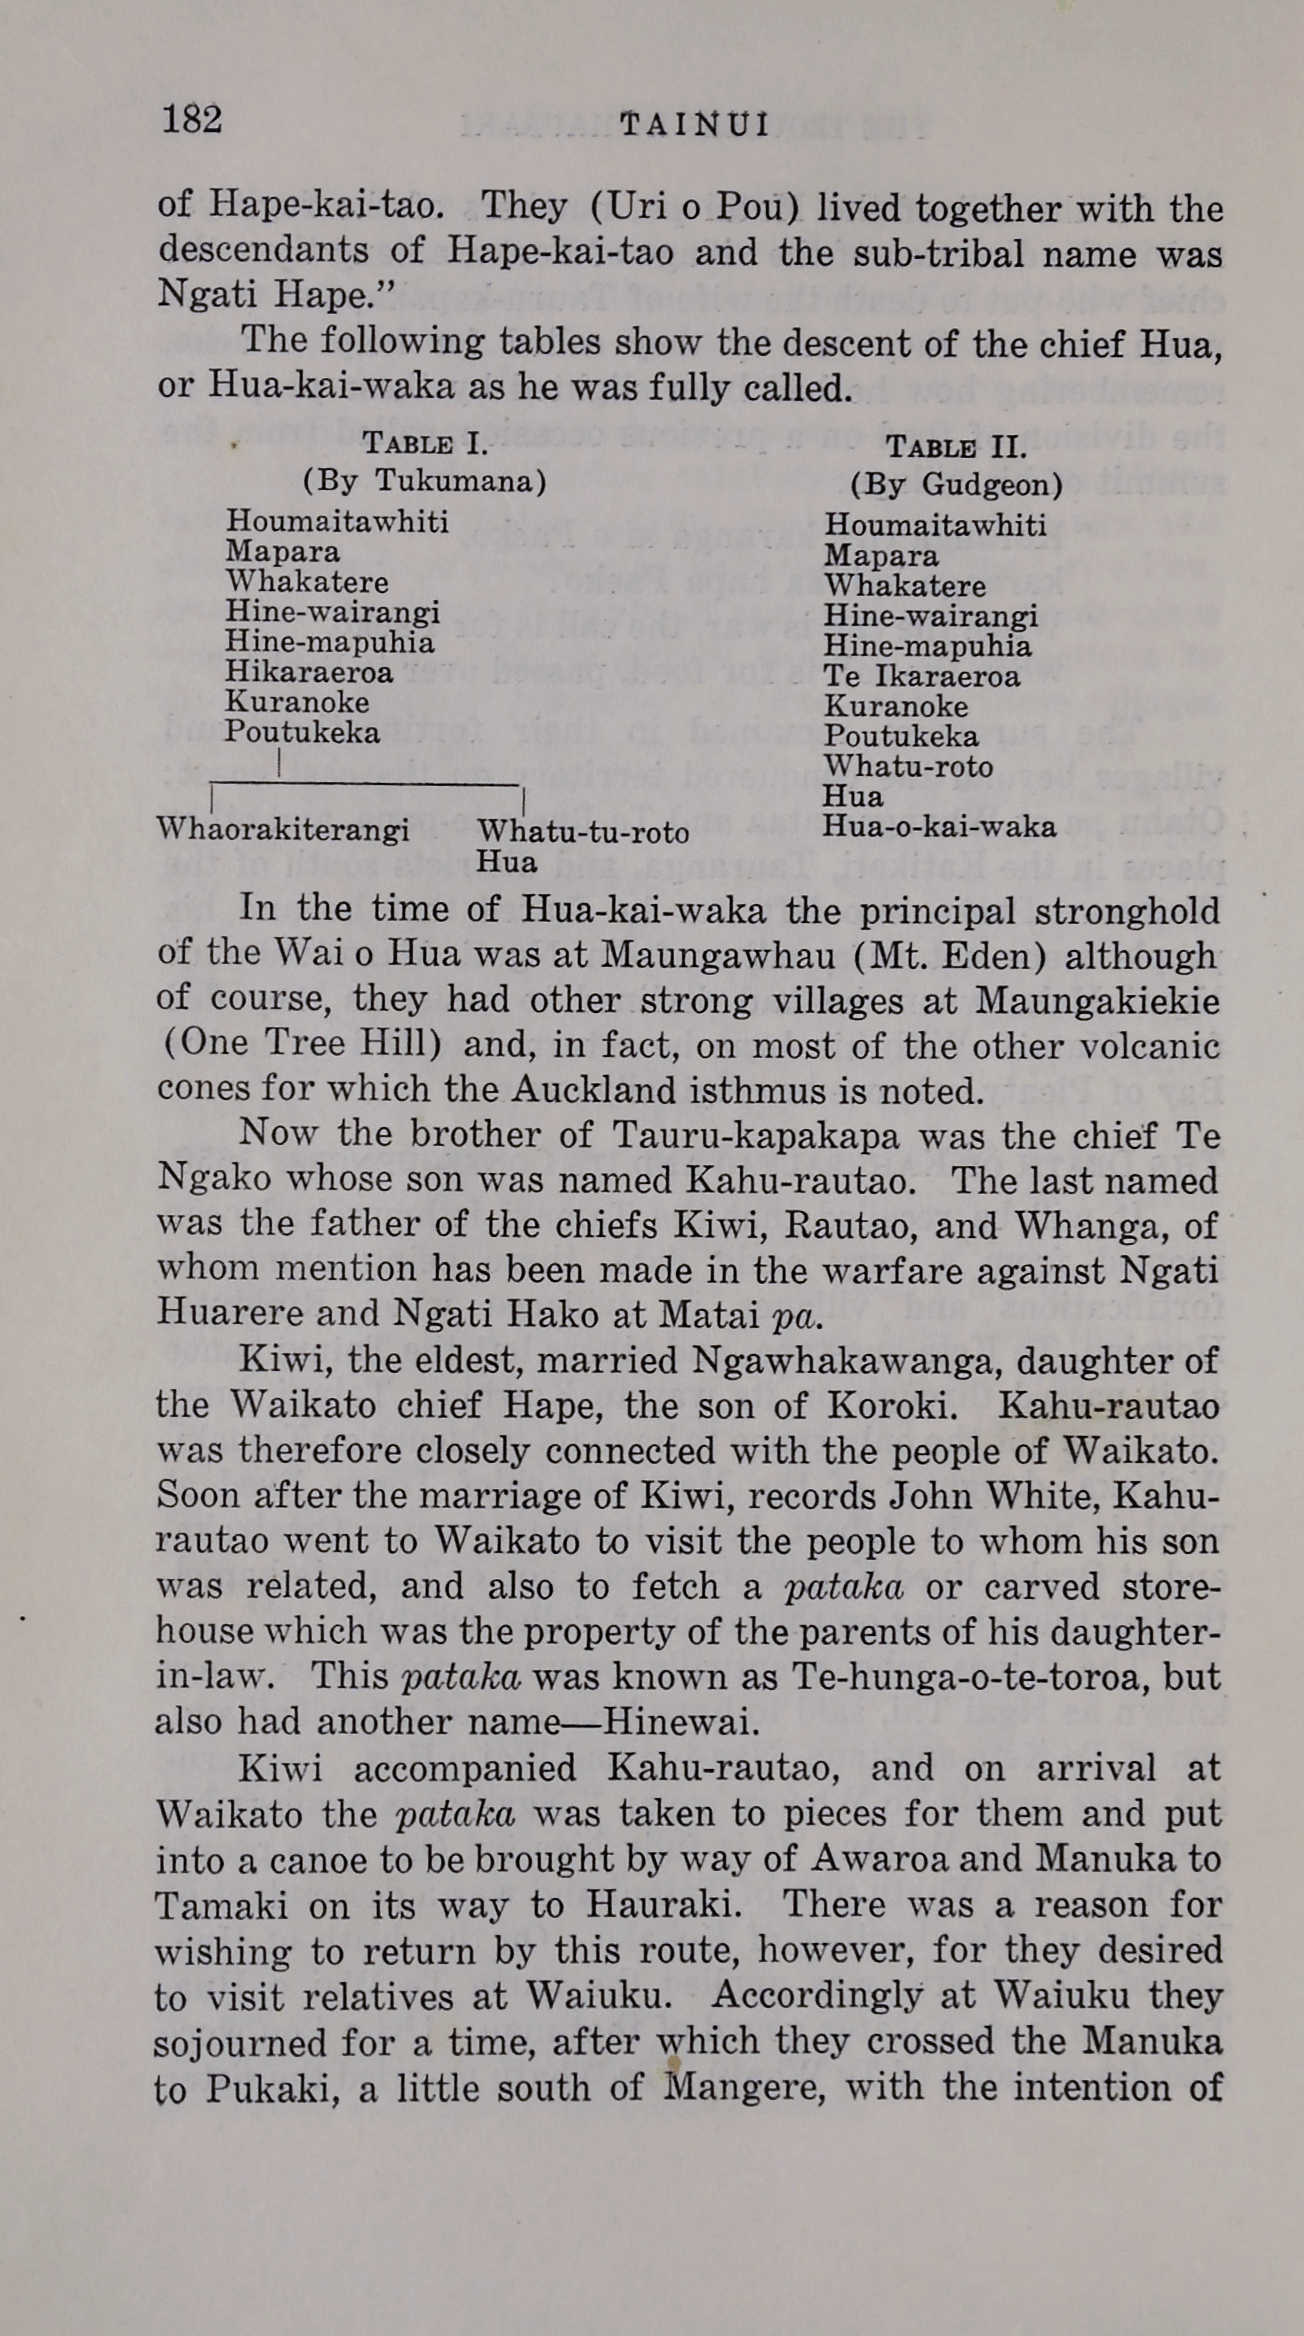 182
TAINUI
of Hape-kai-tao. They (Uri o Pou) lived together with the
descendants of Hape-kai-tao and the sub-tribal name was
Ngati Hape.”
The following tables show the descent of the chief Hua,
or Hua-kai-waka as he was fully called.
TABLE I.
(By Tukumana)
Houmaitawhiti
Mapara
Whakatere
Hine-wairangi
Hine-mapuhia
Hikaraeroa
Kuranoke
Poutukeka
Whaorakiterangi
Whatu-tu-roto
Hua
TABLE II.
(By Gudgeon)
Houmaitawhiti
Mapara
Whakatere
Hine-wairangi
Hine-mapuhia
Te Ikaraeroa
Kuranoke
Poutukeka
Whatu-roto
Hua
Hua-o-kai-waka
In the time of Hua-kai-waka the principal stronghold
of the Wai o Hua was at Maungawhau (Mt. Eden) although
of course, they had other strong villages at Maungakiekie
(One Tree Hill) and, in fact, on most of the other volcanic
cones for which the Auckland isthmus is noted.
Now the brother of Tauru-kapakapa was the chief Te
Ngako whose son was named Kahu-rautao. The last named
was the father of the chiefs Kiwi, Rautao, and Whanga, of
whom mention has been made in the warfare against Ngati
Huarere and Ngati Hako at Matai pa.
Kiwi, the eldest, married Ngawhakawanga, daughter of
the Waikato chief Hape, the son of Koroki. Kahu-rautao
was therefore closely connected with the people of Waikato.
Soon after the marriage of Kiwi, records John White, Kahu-
rautao went to Waikato to visit the people to whom his son
was related, and also to fetch a pataka or carved store-
house which was the property of the parents of his daughter-
in-law. This pataka was known as Te-hunga-o-te-toroa, but
also had another name—Hinewai.
Kiwi accompanied Kahu-rautao, and on arrival at
Waikato the pataka was taken to pieces for them and put
into a canoe to be brought by way of Awaroa and Manuka to
Tamaki on its way to Hauraki. There was a reason for
wishing to return by this route, however, for they desired
to visit relatives at Waiuku. Accordingly at Waiuku they
sojourned for a time, after which they crossed the Manuka
to Pukaki, a little south of Mangere, with the intention of